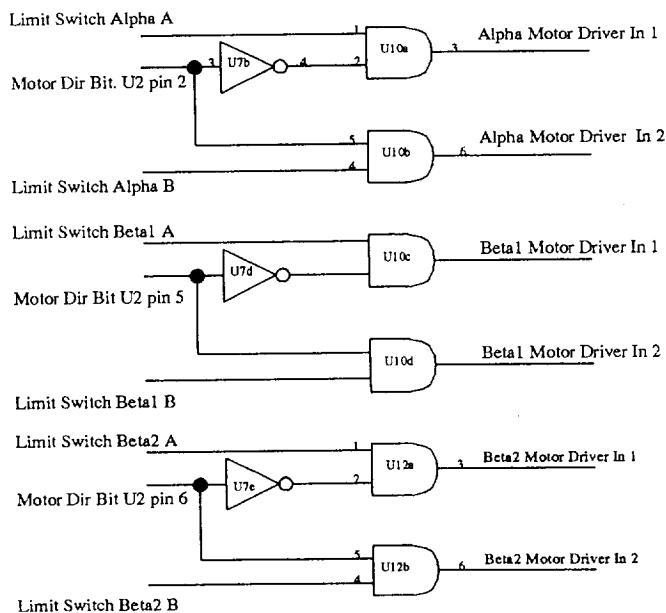 Limit Switch Alpha A
1
U10a
3
Alpha Motor Driver In 1
3
U7b
4
2
Motor Dir Bit. U2 pin 2
5
U10b
6
Alpha Motor Driver In 2
4
Limit Switch Alpha B
Limit Switch Beta1 A
U10c
Beta1 Motor Driver In 1
U7d
Motor Dir Bit U2 pin 5
U10d
Beta1 Motor Driver In 2
Limit Switch Beta1 B
Limit Switch Beta2 A
1
U12a
3
Beta2 Motor Driver In 1
U7e
2
Motor Dir Bit U2 pin 6
5
U12b
6
Beta2 Motor Driver In 2
4
Limit Switch Beta2 B